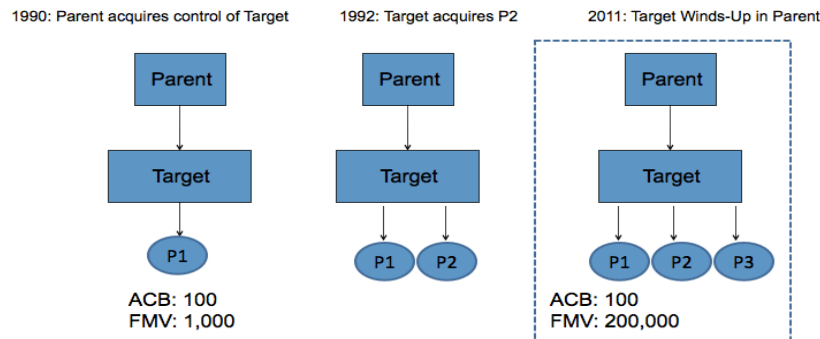 1990: Parent acquires control of Target
1992: Target acquires P2
2011: Target Winds-Up in Parent
Parent
Parent
Parent
Target
Target
Target
P1
P1
P2
P1
P2
P3
ACB: 100
FMV: 1,000
ACB: 100
FMV: 200,000